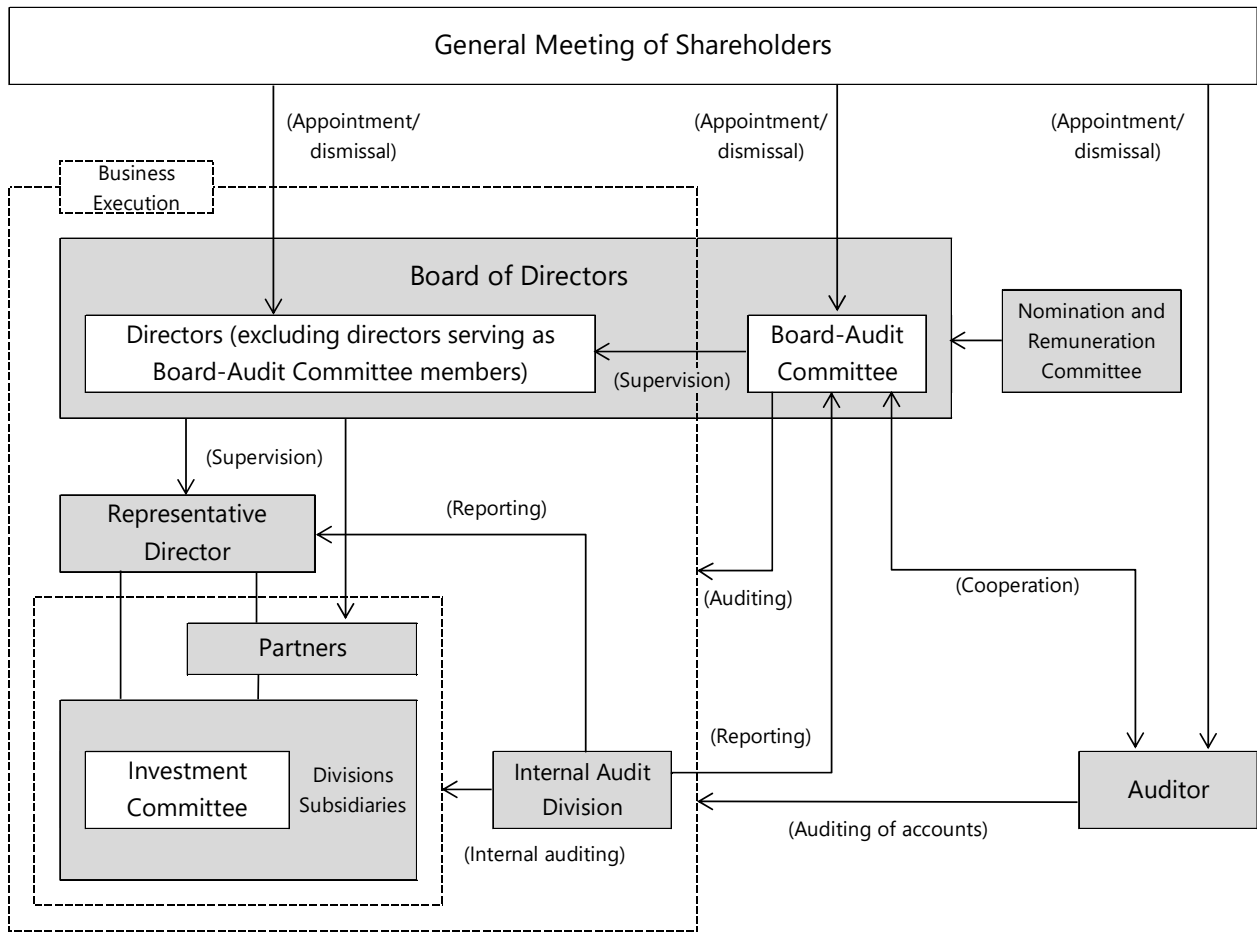 General Meeting of Shareholders
(Appointment/
dismissal)
(Appointment/
dismissal)
(Appointment/
dismissal)
Business
Execution
Board of Directors
Directors (excluding directors serving as
Board-Audit Committee members)
(Supervision)
Board-Audit
Committee
Nomination and
Remuneration
Committee
(Supervision)
Representative
Director
(Reporting)
(Auditing)
(Cooperation)
Partners
Investment
Committee
Divisions
Subsidiaries
Internal Audit
Division
(Reporting)
(Internal auditing)
Auditor
(Auditing of accounts)